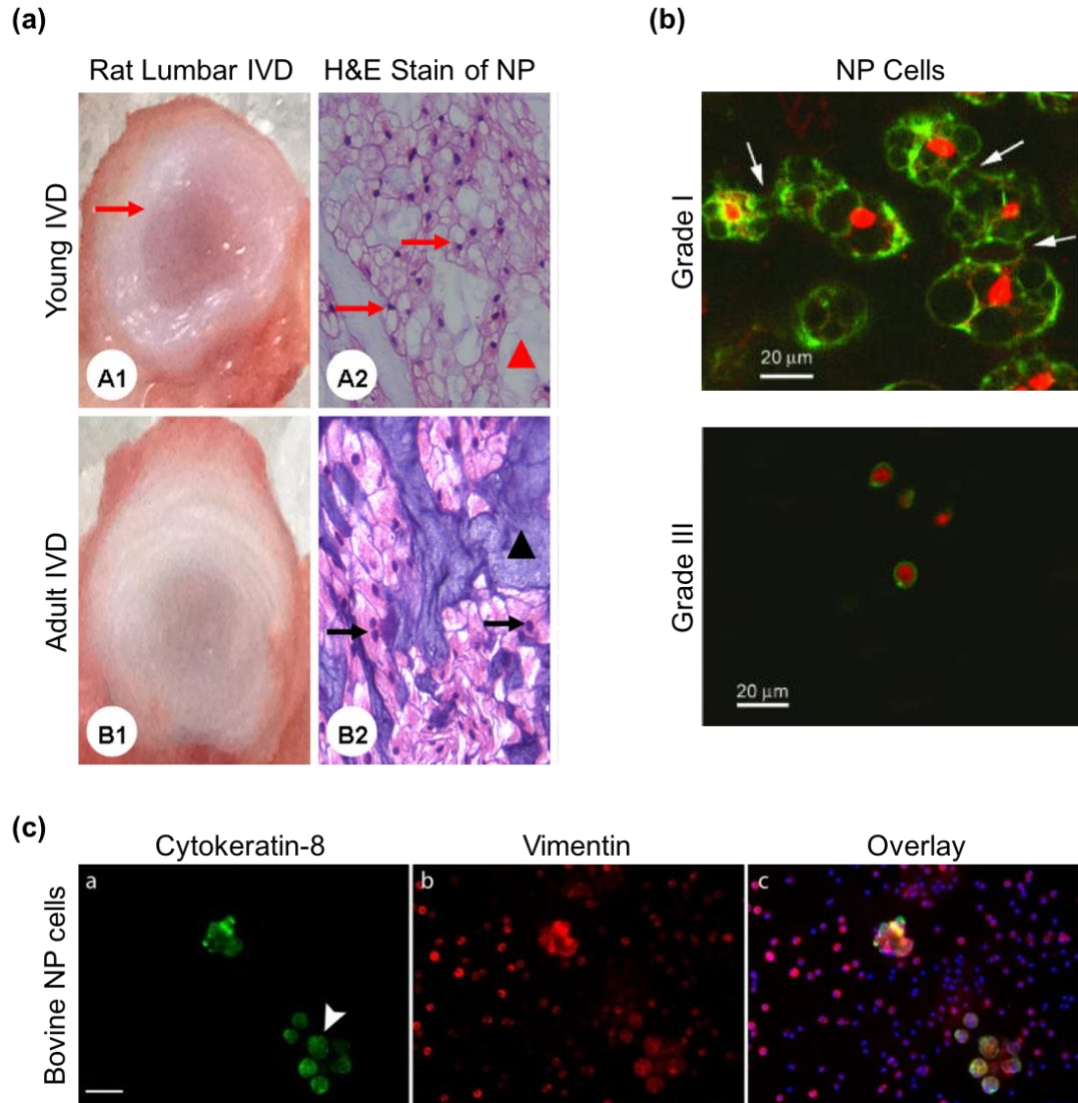 (a)
Rat Lumbar IVD
H&E Stain of NP
Young IVD
A1
A2
Adult IVD
B1
B2
(b)
NP Cells
Grade I
20 μm
Grade III
20 μm
(c)
Cytokeratin-8
Vimentin
Overlay
Bovine NP cells
a
b
c